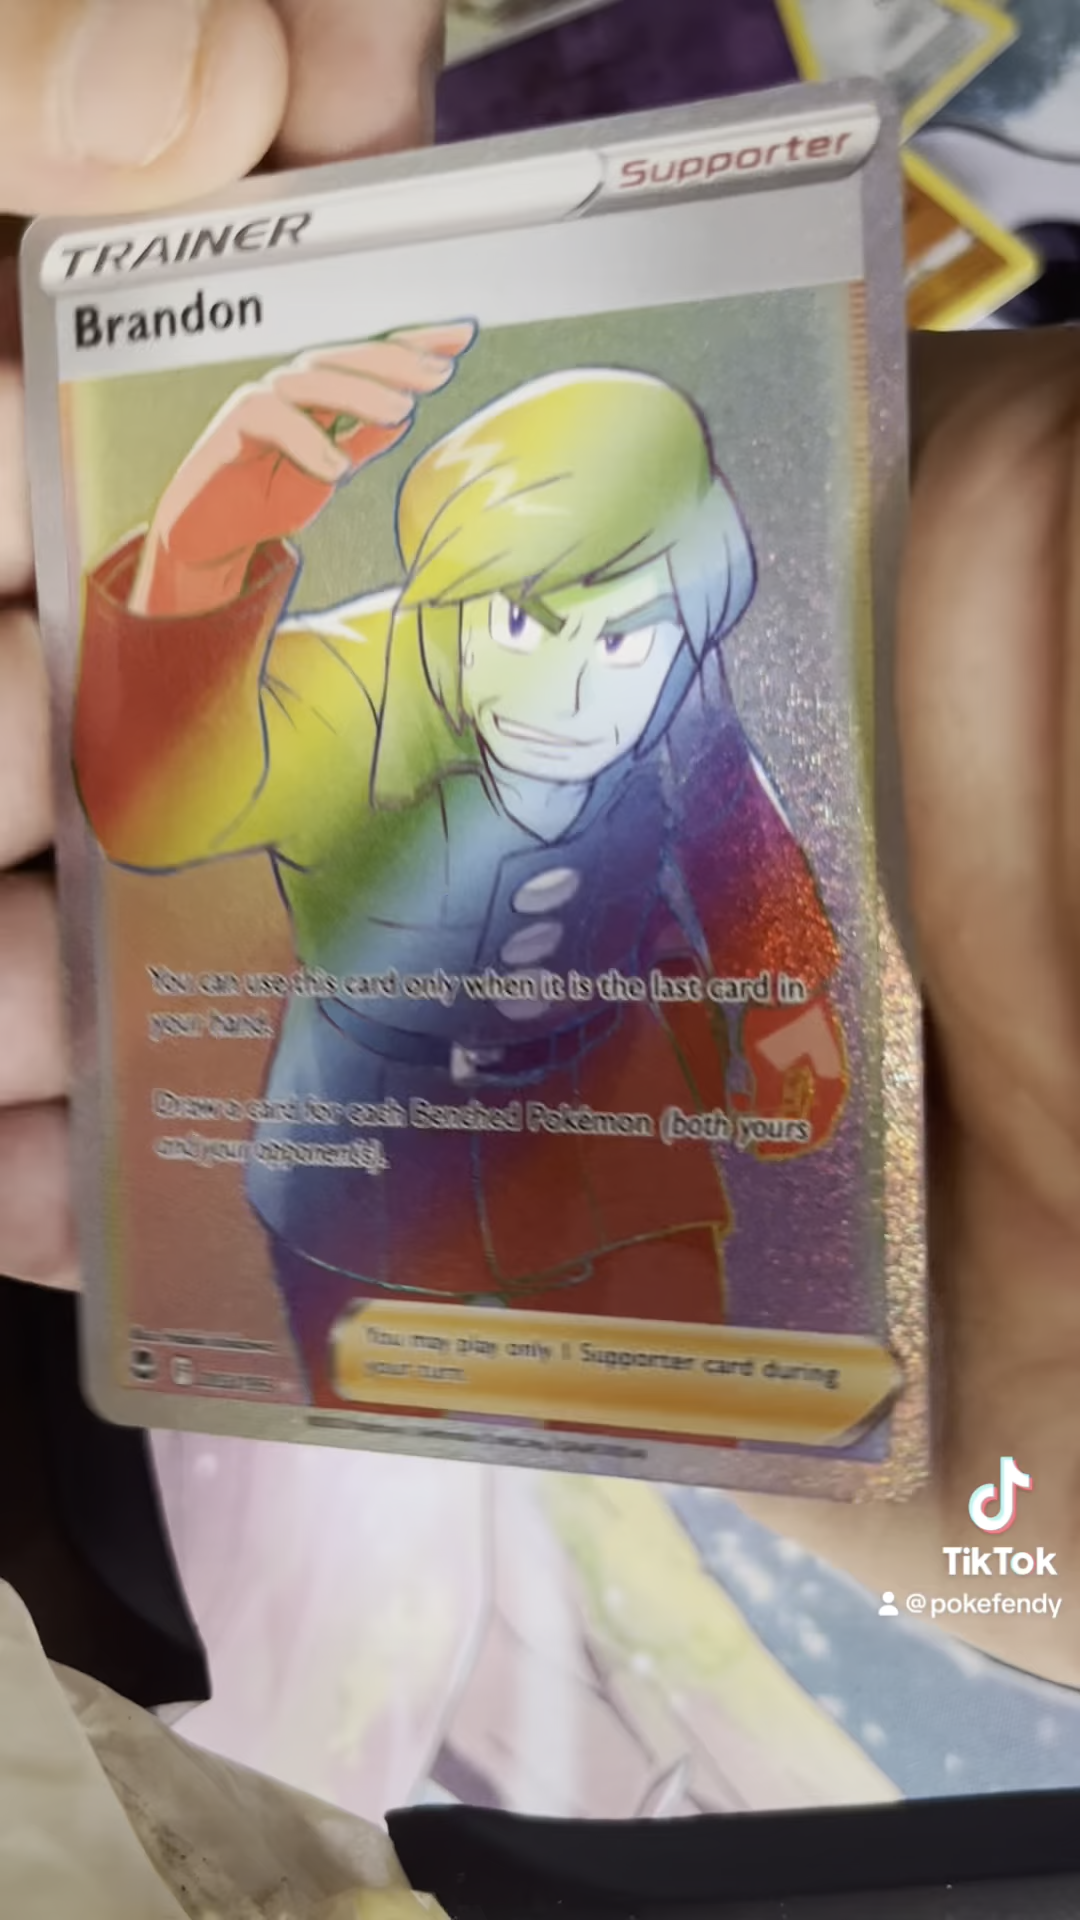 TRAINER
Supporter
Brandon
You can use this card only when it is the last card in
your hand.
Draw a card for each Benched Pokémon (both yours
and your opponent's).
You may play only 1 Supporter card during
your turn.
TikTok
@pokefendy